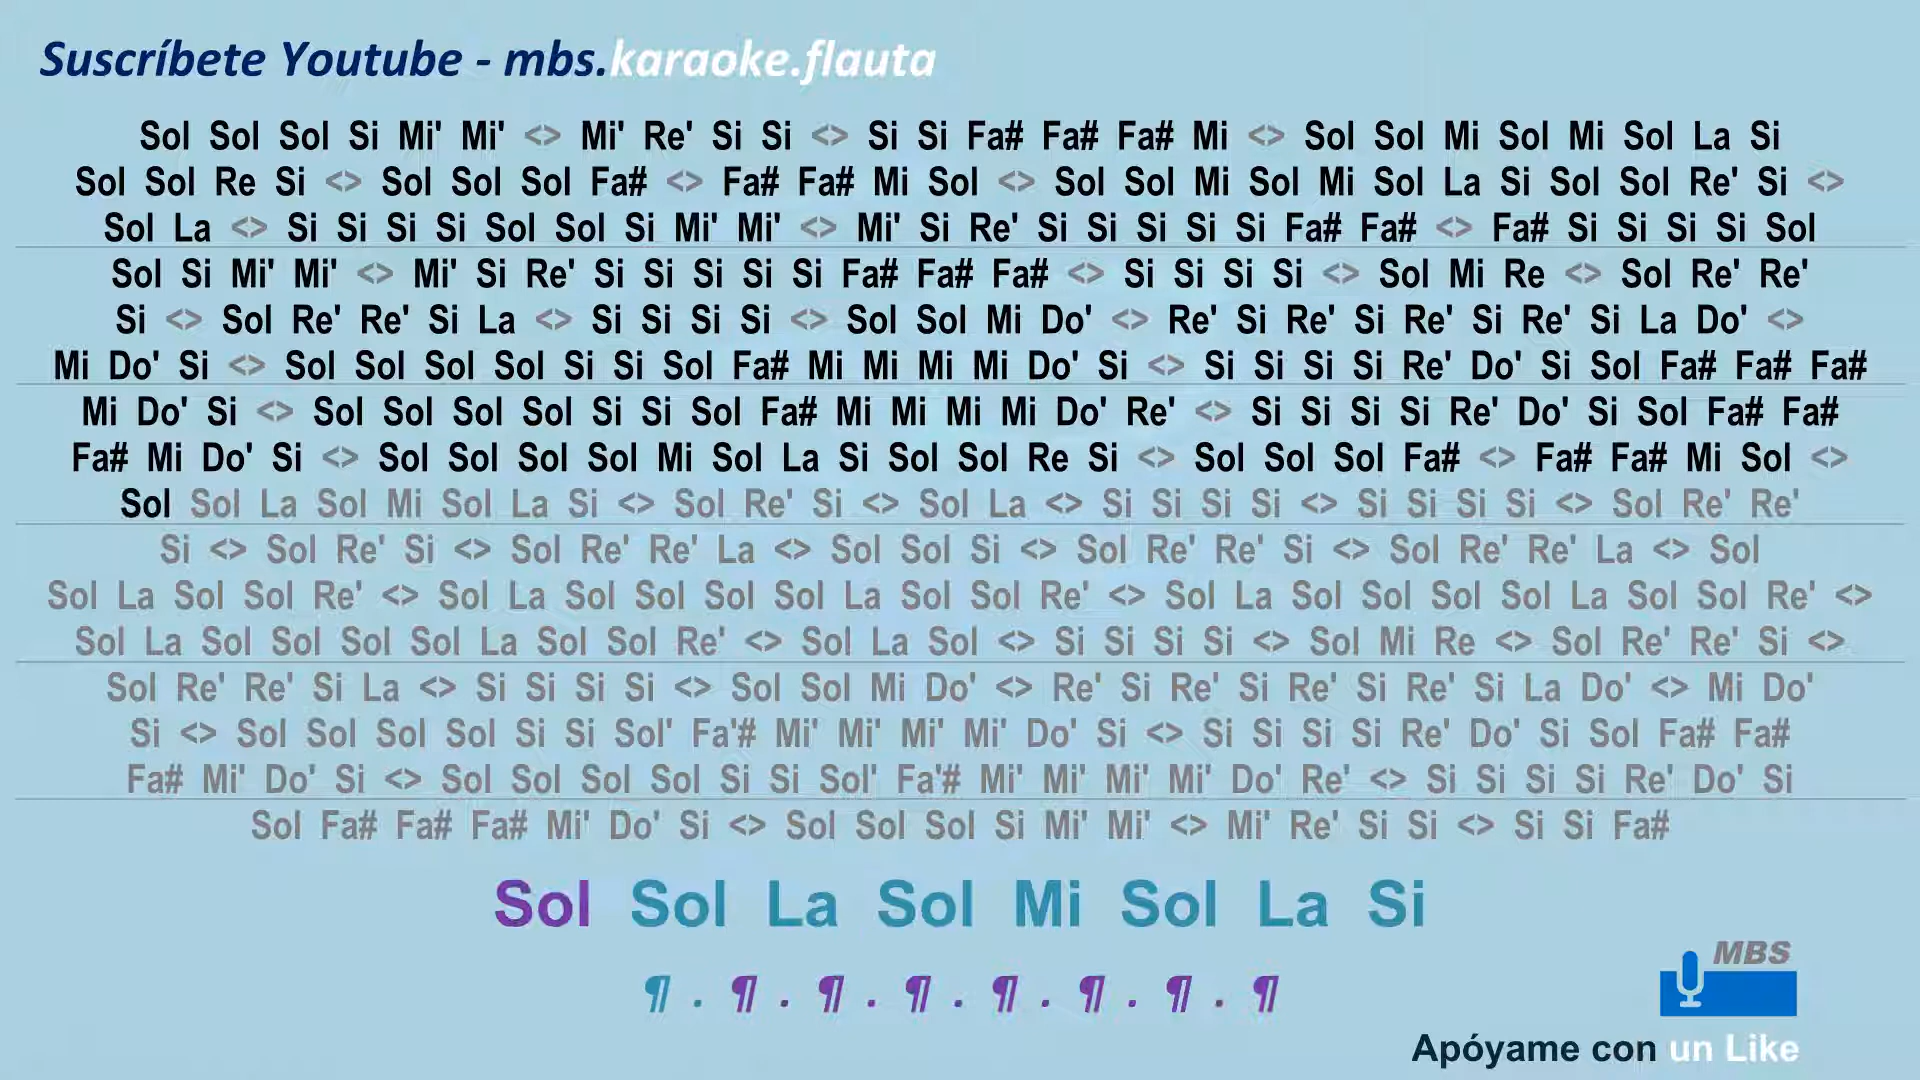 Suscríbete Youtube - mbs.karaoke.flauta
Sol Sol Sol Si Mi' Mi' <> Mi' Re' Si Si <> Si Si Fa# Fa# Fa# Mi <> Sol Sol Mi Sol Mi Sol La Si
Sol Sol Re Si <> Sol Sol Sol Fa# <> Fa# Fa# Mi Sol <> Sol Sol Mi Sol Mi Sol La Si Sol Sol Re' Si <>
Sol La <> Si Si Si Si Sol Sol Si Mi' Mi' <> Mi' Si Re' Si Si Si Si Si Fa# Fa# <> Fa# Si Si Si Si Sol
Sol Si Mi' Mi' <> Mi' Si Re' Si Si Si Si Si Fa# Fa# Fa# <> Si Si Si Si <> Sol Mi Re <> Sol Re' Re'
Si <> Sol Re' Re' Si La <> Si Si Si Si <> Sol Sol Mi Do' <> Re' Si Re' Si Re' Si Re' Si La Do' <>
Mi Do' Si <> Sol Sol Sol Sol Si Si Sol Fa# Mi Mi Mi Mi Do' Si <> Si Si Si Si Re' Do' Si Sol Fa# Fa# Fa#
Mi Do' Si <> Sol Sol Sol Sol Si Si Sol Fa# Mi Mi Mi Mi Do' Re' <> Si Si Si Si Re' Do' Si Sol Fa# Fa#
Fa# Mi Do' Si <> Sol Sol Sol Sol Mi Sol La Si Sol Sol Re Si <> Sol Sol Sol Fa# <> Fa# Fa# Mi Sol <>
Sol Sol La Sol Mi Sol La Si <> Sol Re' Si <> Sol La <> Si Si Si Si <> Si Si Si Si <> Sol Re' Re'
Si <> Sol Re' Si <> Sol Re' Re' La <> Sol Sol Si <> Sol Re' Re' Si <> Sol Re' Re' La <> Sol
Sol La Sol Sol Re' <> Sol La Sol Sol Sol Sol La Sol Sol Re' <> Sol La Sol Sol Sol Sol La Sol Sol Re' <>
Sol La Sol Sol Sol Sol La Sol Sol Re' <> Sol La Sol <> Si Si Si Si <> Sol Mi Re <> Sol Re' Re' Si <>
Sol Re' Re' Si La <> Si Si Si Si <> Sol Sol Mi Do' <> Re' Si Re' Si Re' Si Re' Si La Do' <> Mi Do'
Si <> Sol Sol Sol Sol Si Si Sol' Fa'# Mi' Mi' Mi' Mi' Do' Si <> Si Si Si Si Re' Do' Si Sol Fa# Fa#
Fa# Mi' Do' Si <> Sol Sol Sol Sol Si Si Sol' Fa'# Mi' Mi' Mi' Mi' Do' Re' <> Si Si Si Si Re' Do' Si
Sol Fa# Fa# Fa# Mi' Do' Si <> Sol Sol Sol Si Mi' Mi' <> Mi' Re' Si Si <> Si Si Fa#
Sol Sol La Sol Mi Sol La Si
¶ . ¶ . ¶ . ¶ . ¶ . ¶ . ¶ . ¶
MBS
Apóyame con un Like